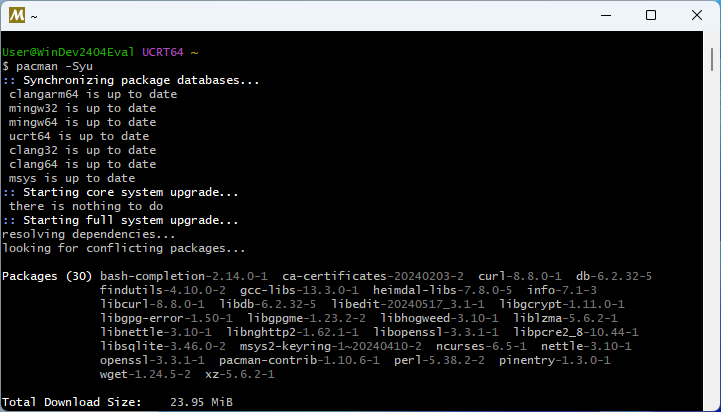 M ~
User@WinDev2404Eval UCRT64 ~
$ pacman -Syu
:: Synchronizing package databases...
 clangarm64 is up to date
 mingw32 is up to date
 mingw64 is up to date
 ucrt64 is up to date
 clang32 is up to date
 clang64 is up to date
 msys is up to date
:: Starting core system upgrade...
 there is nothing to do
:: Starting full system upgrade...
resolving dependencies...
looking for conflicting packages...
Packages (30) bash-completion-2.14.0-1  ca-certificates-20240203-2  curl-8.8.0-1  db-6.2.32-5
              findutils-4.10.0-2  gcc-libs-13.3.0-1  heimdal-libs-7.8.0-5  info-7.1-3
              libcurl-8.8.0-1  libdb-6.2.32-5  libedit-20240517_3.1-1  libgcrypt-1.11.0-1
              libgpg-error-1.50-1  libgpgme-1.23.2-2  libhogweed-3.10-1  liblzma-5.6.2-1
              libnettle-3.10-1  libnghttp2-1.62.1-1  libopenssl-3.3.1-1  libpcre2_8-10.44-1
              libsqlite-3.46.0-2  msys2-keyring-1~20240410-2  ncurses-6.5-1  nettle-3.10-1
              openssl-3.3.1-1  pacman-contrib-1.10.6-1  perl-5.38.2-2  pinentry-1.3.0-1
              wget-1.24.5-2  xz-5.6.2-1
Total Download Size:    23.95 MiB